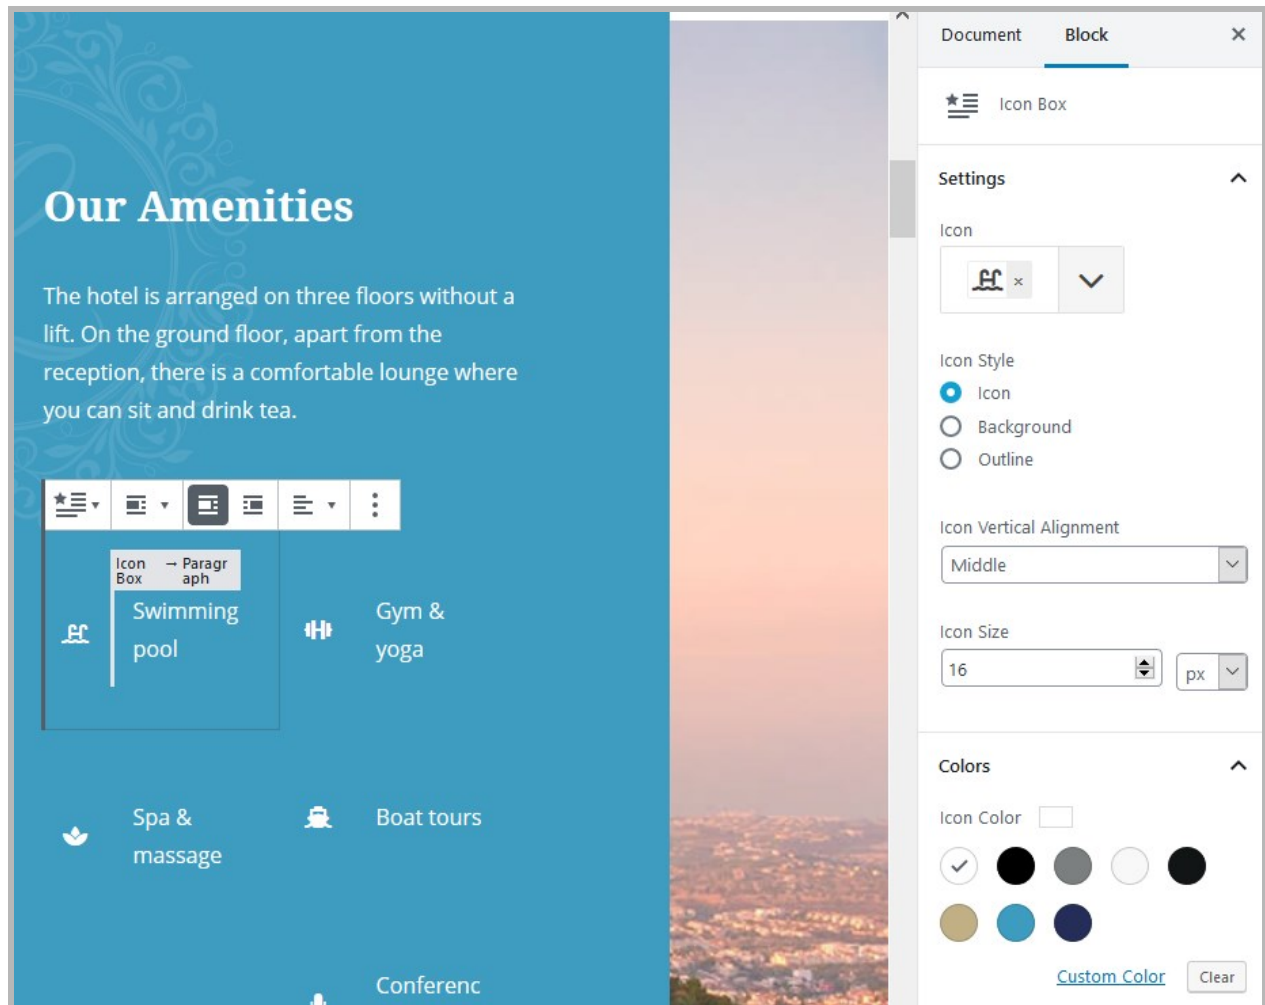 Our Amenities
The hotel is arranged on three floors without a
lift. On the ground floor, apart from the
reception, there is a comfortable lounge where
you can sit and drink tea.
Icon Box → Paragr
aph
Swimming
pool
Gym &
yoga
Spa &
massage
Boat tours
Conferenc
Document Block ×
Icon Box
Settings
Icon
×
Icon Style
Icon
Background
Outline
Icon Vertical Alignment
Middle
Icon Size
16 px
Colors
Icon Color
Custom Color Clear